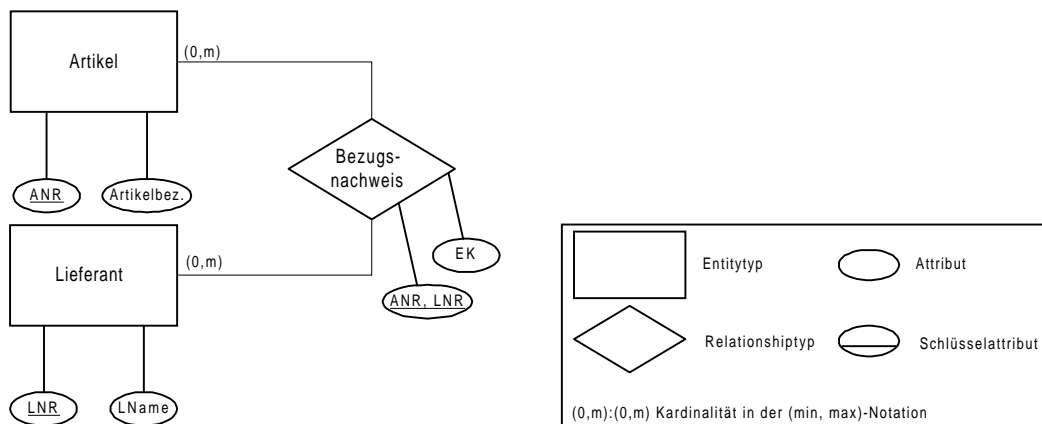 Artikel
(0,m)
Bezugs-
nachweis
ANR
Artikelbez.
Lieferant
(0,m)
EK
ANR, LNR
LNR
LName
Entitytyp
Attribut
Relationshiptyp
Schlüsselattribut
(0,m):(0,m) Kardinalität in der (min, max)-Notation